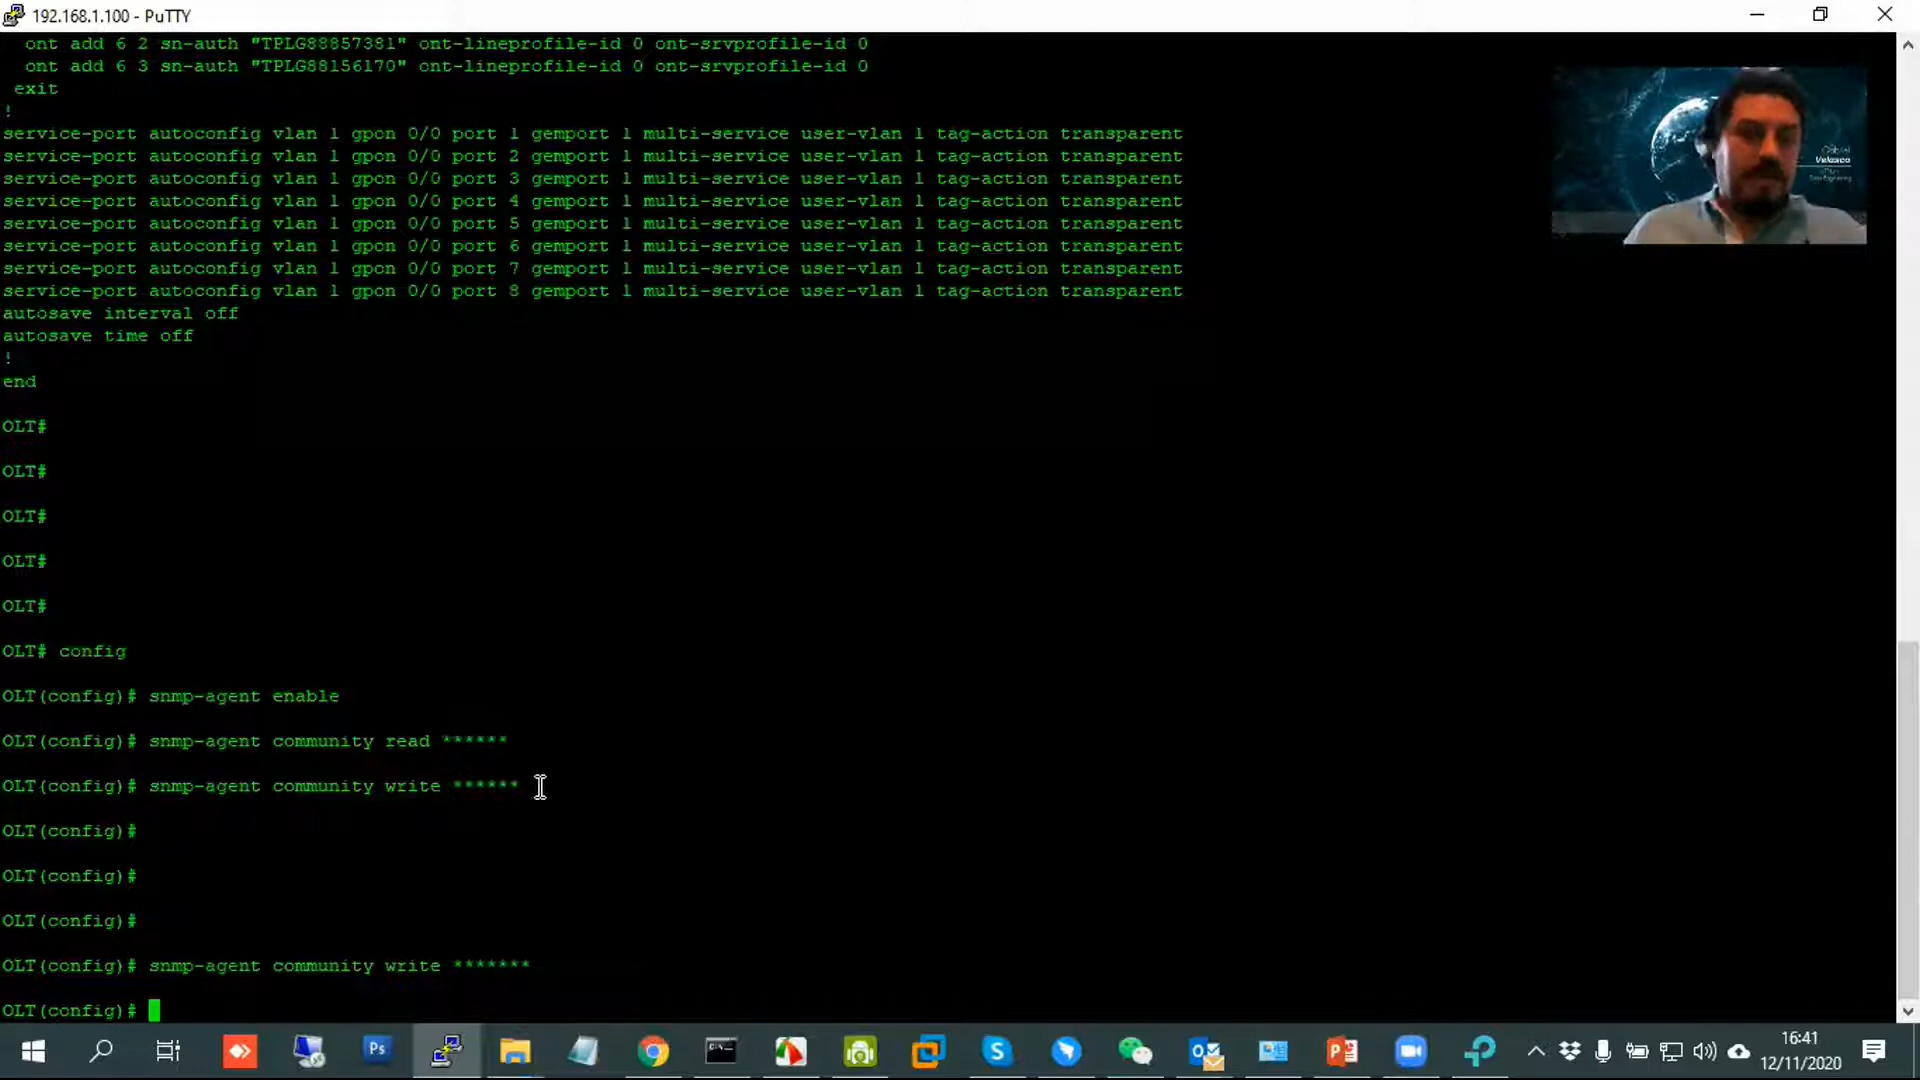 192.168.1.100 - PuTTY
ont add 6 2 sn-auth "TPLG88857381" ont-lineprofile-id 0 ont-srvprofile-id 0
ont add 6 3 sn-auth "TPLG88156170" ont-lineprofile-id 0 ont-srvprofile-id 0
exit
!
service-port autoconfig vlan 1 gpon 0/0 port 1 gemport 1 multi-service user-vlan 1 tag-action transparent
service-port autoconfig vlan 1 gpon 0/0 port 2 gemport 1 multi-service user-vlan 1 tag-action transparent
service-port autoconfig vlan 1 gpon 0/0 port 3 gemport 1 multi-service user-vlan 1 tag-action transparent
service-port autoconfig vlan 1 gpon 0/0 port 4 gemport 1 multi-service user-vlan 1 tag-action transparent
service-port autoconfig vlan 1 gpon 0/0 port 5 gemport 1 multi-service user-vlan 1 tag-action transparent
service-port autoconfig vlan 1 gpon 0/0 port 6 gemport 1 multi-service user-vlan 1 tag-action transparent
service-port autoconfig vlan 1 gpon 0/0 port 7 gemport 1 multi-service user-vlan 1 tag-action transparent
service-port autoconfig vlan 1 gpon 0/0 port 8 gemport 1 multi-service user-vlan 1 tag-action transparent
autosave interval off
autosave time off
!
end
OLT#
OLT#
OLT#
OLT#
OLT#
OLT# config
OLT(config)# snmp-agent enable
OLT(config)# snmp-agent community read ******
OLT(config)# snmp-agent community write ******
OLT(config)#
OLT(config)#
OLT(config)#
OLT(config)# snmp-agent community write *******
OLT(config)#
Gabriel
Velasco
Ps
16:41
12/11/2020